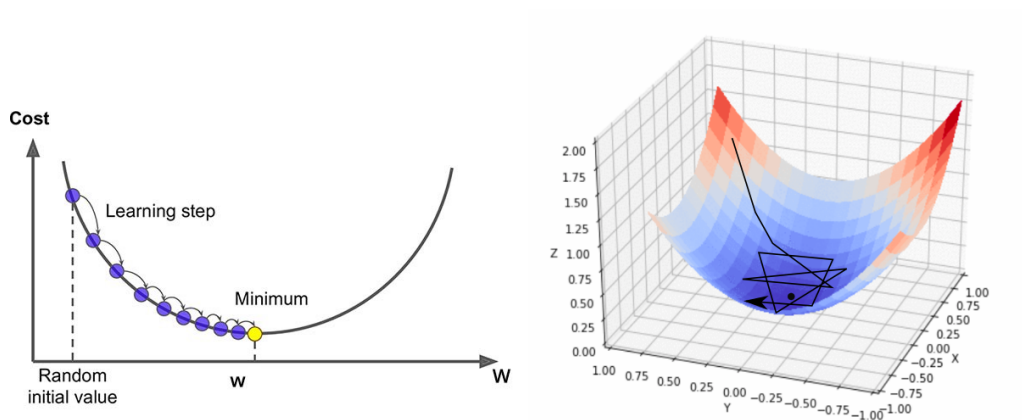 Cost
Learning step
Minimum
Random
initial value
w
W
2.00
1.75
1.50
1.25
Z 1.00
0.75
0.50
0.25
0.00
1.00 0.75 0.50 0.25 0.00 −0.25 −0.50 −0.75 −1.00
Y
1.00
0.75
0.50
0.25
0.00
X
−0.25
−0.50
−0.75
−1.00